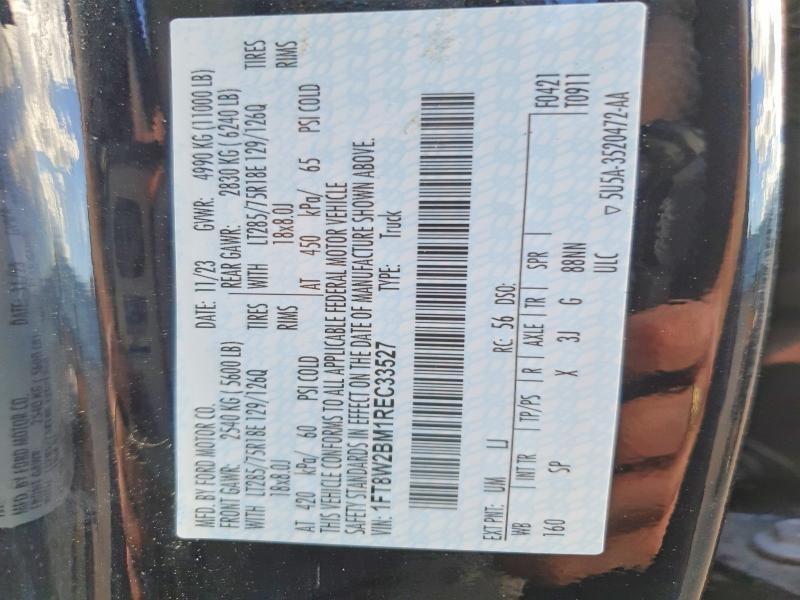 MFD. BY FORD MOTOR CO.
DATE: 11/23 GVWR: 4990 KG (11000 LB)
FRONT GAWR: 2540 KG ( 5600 LB) REAR GAWR: 2830 KG ( 6240 LB)
WITH LT285/75R18E 129/126Q TIRES WITH LT285/75R18E 129/126Q TIRES
18x8.0J RIMS 18x8.0J RIMS
AT 420 kPa/ 60 PSI COLD AT 450 kPa/ 65 PSI COLD
THIS VEHICLE CONFORMS TO ALL APPLICABLE FEDERAL MOTOR VEHICLE
SAFETY STANDARDS IN EFFECT ON THE DATE OF MANUFACTURE SHOWN ABOVE.
VIN: 1FT8W2BM1REC33527 TYPE: Truck
F0421
T0911
EXT PNT: UM LJ RC: 56 DSO:
WB INT TR TP/PS R AXLE TR SPR
160 SP X 3J G 88NN
ULC
▽ 5U5A-3520472-AA
MFD. BY FORD MOTOR CO.